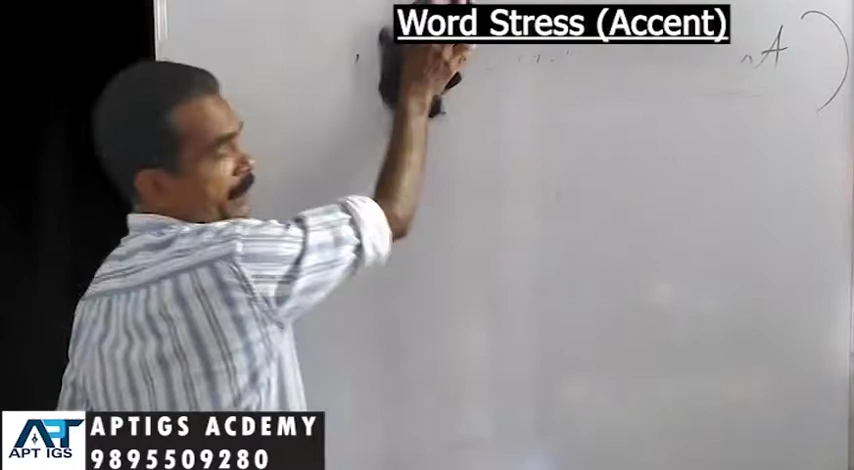 Word Stress (Accent)
A )
APT
APT IGS
APTIGS ACDEMY
9895509280